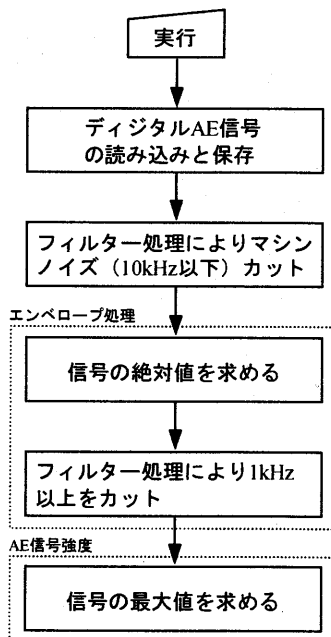 実行
ディジタルAE信号
の読み込みと保存
フィルター処理によりマシン
ノイズ（10kHz以下）カット
エンベロープ処理
信号の絶対値を求める
フィルター処理により1kHz
以上をカット
AE信号強度
信号の最大値を求める